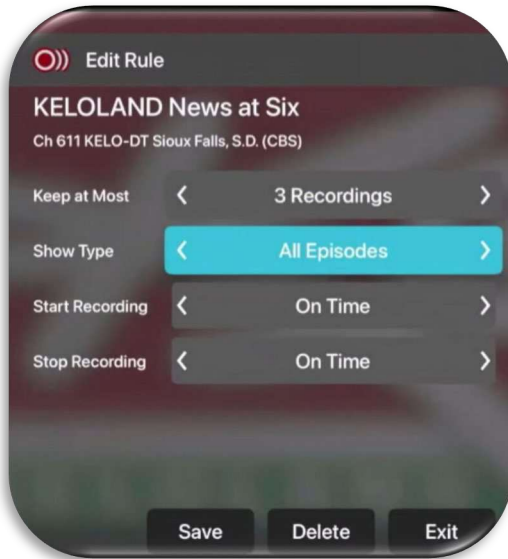 Edit Rule
KELOLAND News at Six
Ch 611 KELO-DT Sioux Falls, S.D. (CBS)
Keep at Most < 3 Recordings >
Show Type < All Episodes >
Start Recording < On Time >
Stop Recording < On Time >
Save Delete Exit